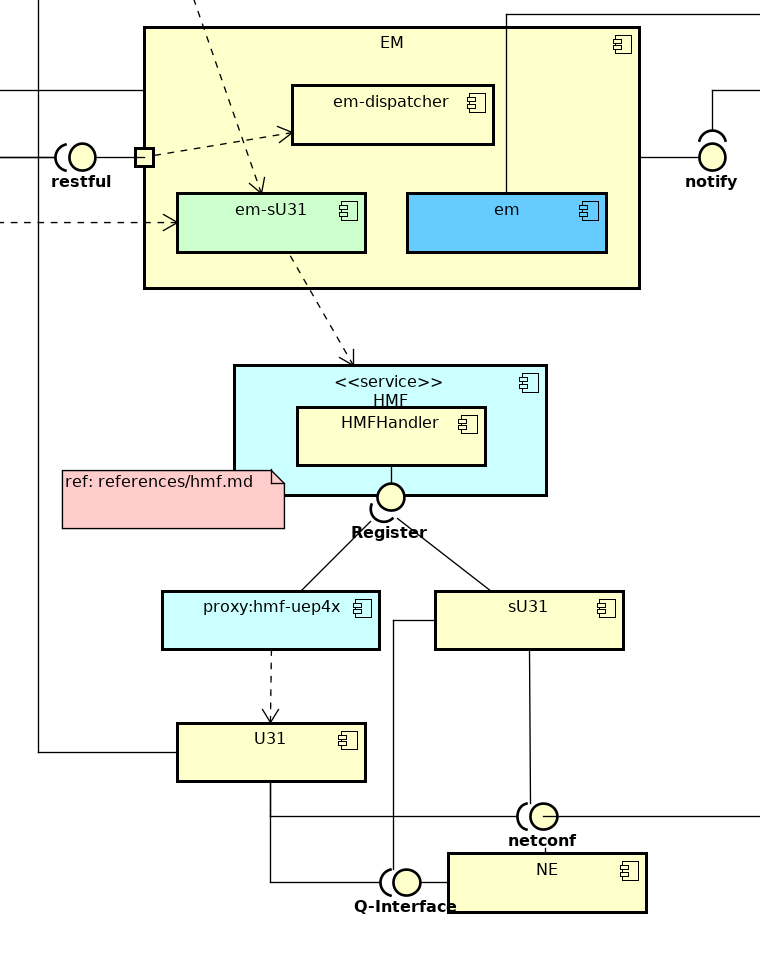 EM
em-dispatcher
restful
notify
em-sU31
em
<<service>>
HMF
HMFHandler
ref: references/hmf.md
Register
proxy:hmf-uep4x
sU31
U31
netconf
NE
Q-Interface